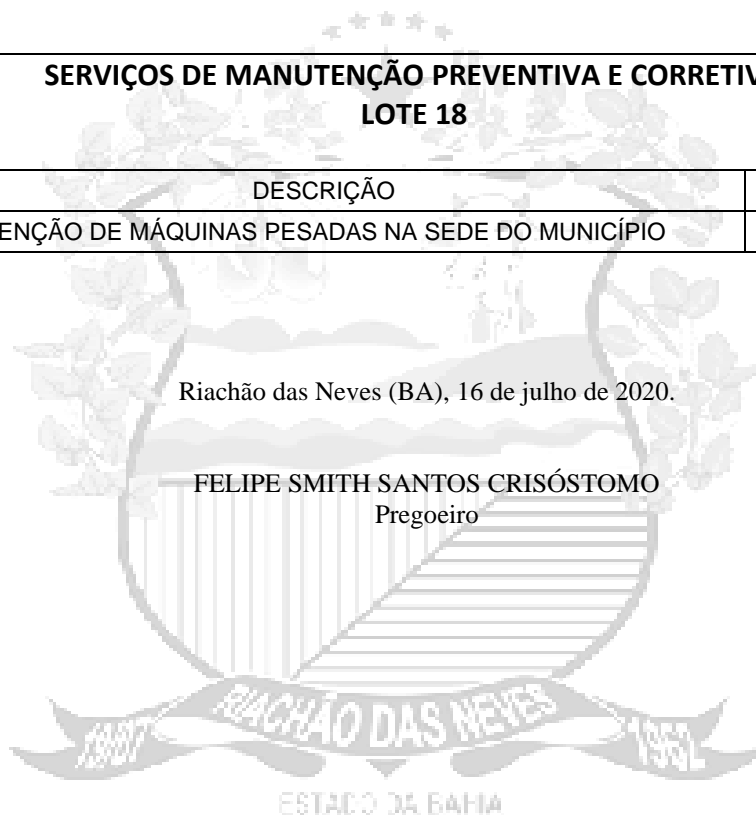 SERVIÇOS DE MANUTENÇÃO PREVENTIVA E CORRETIV
LOTE 18
DESCRIÇÃO
ENÇÃO DE MÁQUINAS PESADAS NA SEDE DO MUNICÍPIO
Riachão das Neves (BA), 16 de julho de 2020.
FELIPE SMITH SANTOS CRISÓSTOMO
Pregoeiro
RIACHÃO DAS NEVES
1962
ESTADO DA BAHIA